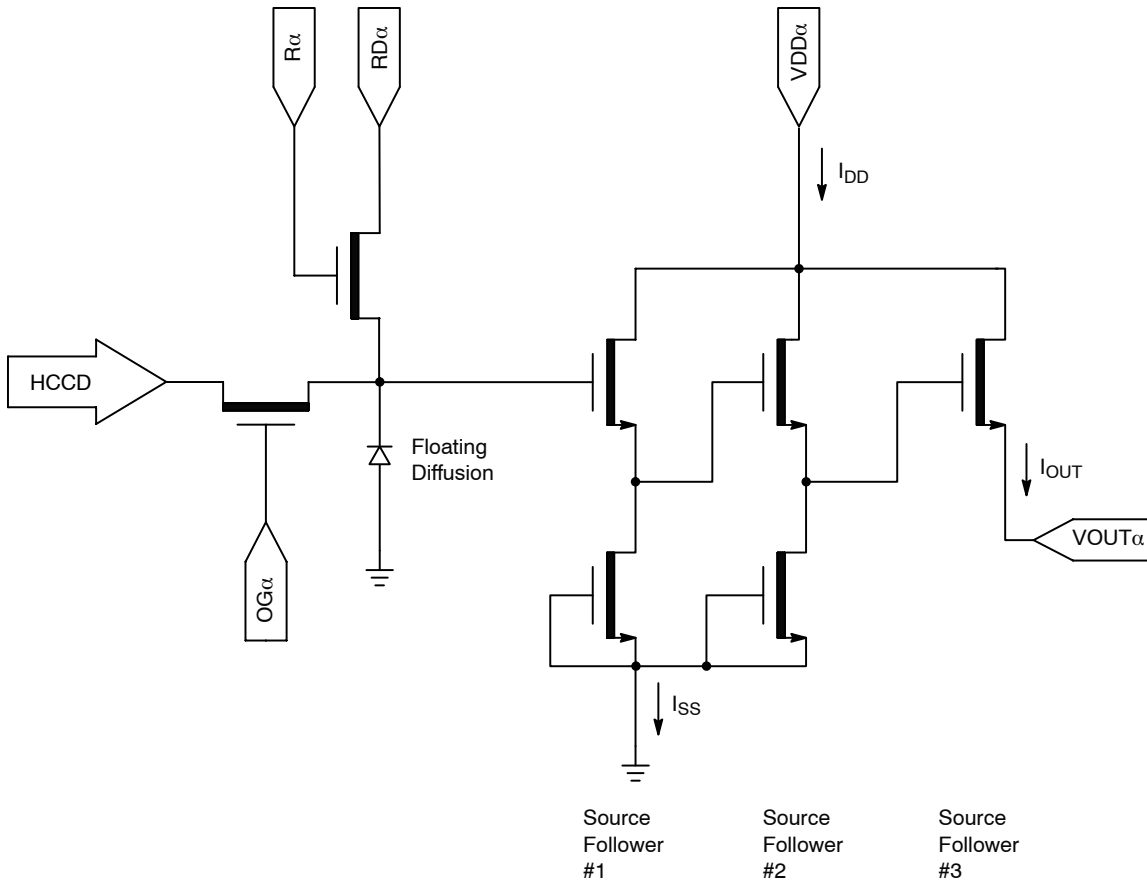 Rα
RDα
VDDα
IDD
HCCD
Floating
Diffusion
IOUT
VOUTα
OGα
ISS
Source
Follower
#1
Source
Follower
#2
Source
Follower
#3